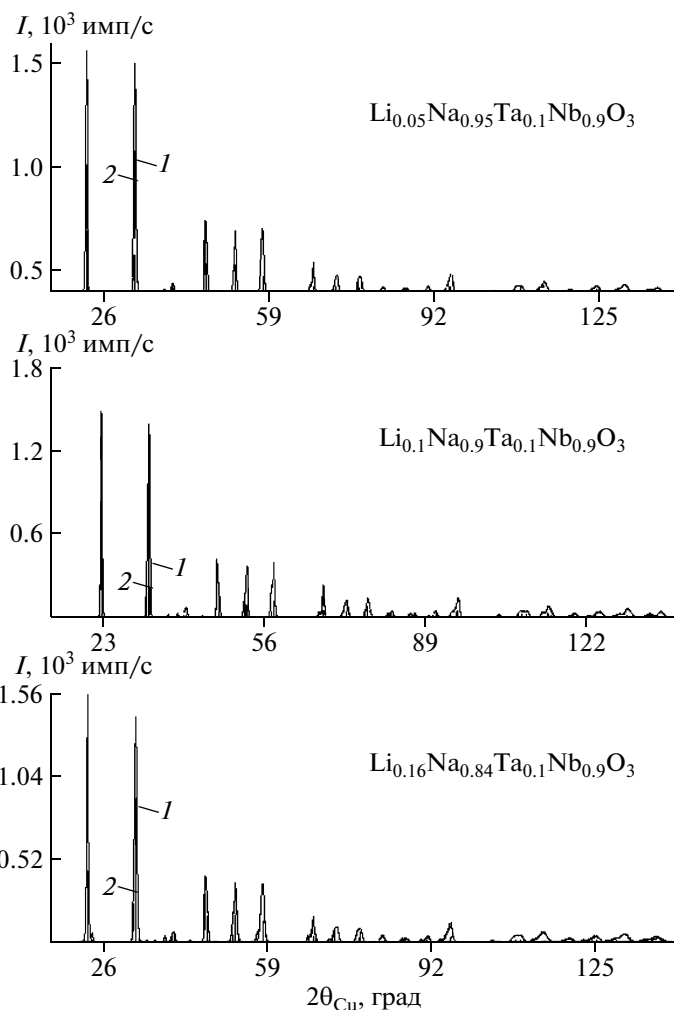 I, 10³ имп/с
1.5
Li₀.₀₅Na₀.₉₅Ta₀.₁Nb₀.₉O₃
1.0
2 1
0.5
26 59 92 125
I, 10³ имп/с
1.8
Li₀.₁Na₀.₉Ta₀.₁Nb₀.₉O₃
1.2
0.6
2 1
23 56 89 122
I, 10³ имп/с
1.56
Li₀.₁₆Na₀.₈₄Ta₀.₁Nb₀.₉O₃
1.04
1
0.52
2
26 59 92 125
2θCu, град